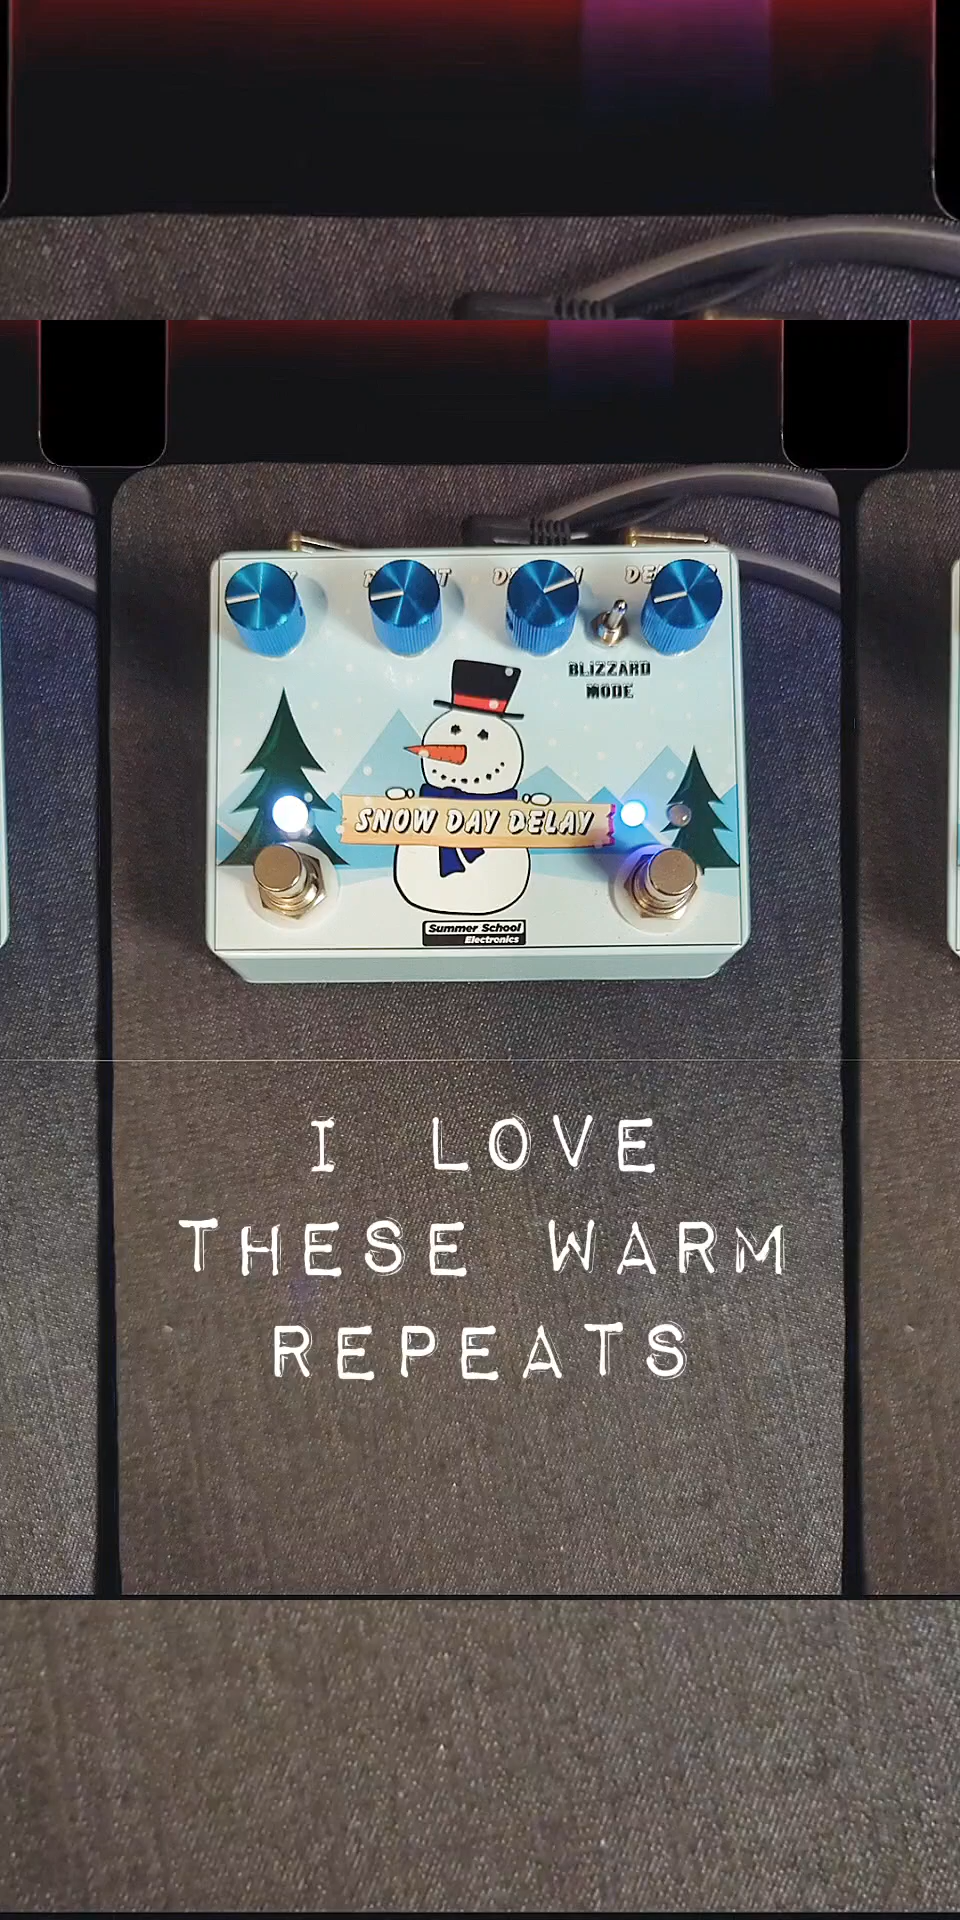 BLIZZARD
MODE
SNOW DAY DELAY
Summer School
Electronics
I LOVE
THESE WARM
REPEATS